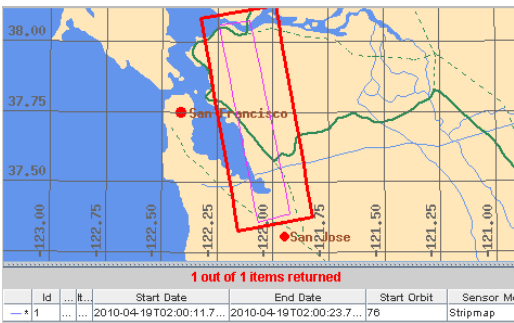 38,00
37,75
San Francisco
37,50
-123,00
-122,75
-122,50
-122,25
-122,00
-121,75
-121,50
-121,25
-121,00
San Jose
1 out of 1 items returned
Id ... It... Start Date End Date Start Orbit Sensor Mo
1 ... ... 2010-04-19T02:00:11.7... 2010-04-19T02:00:23.7... 76 Stripmap